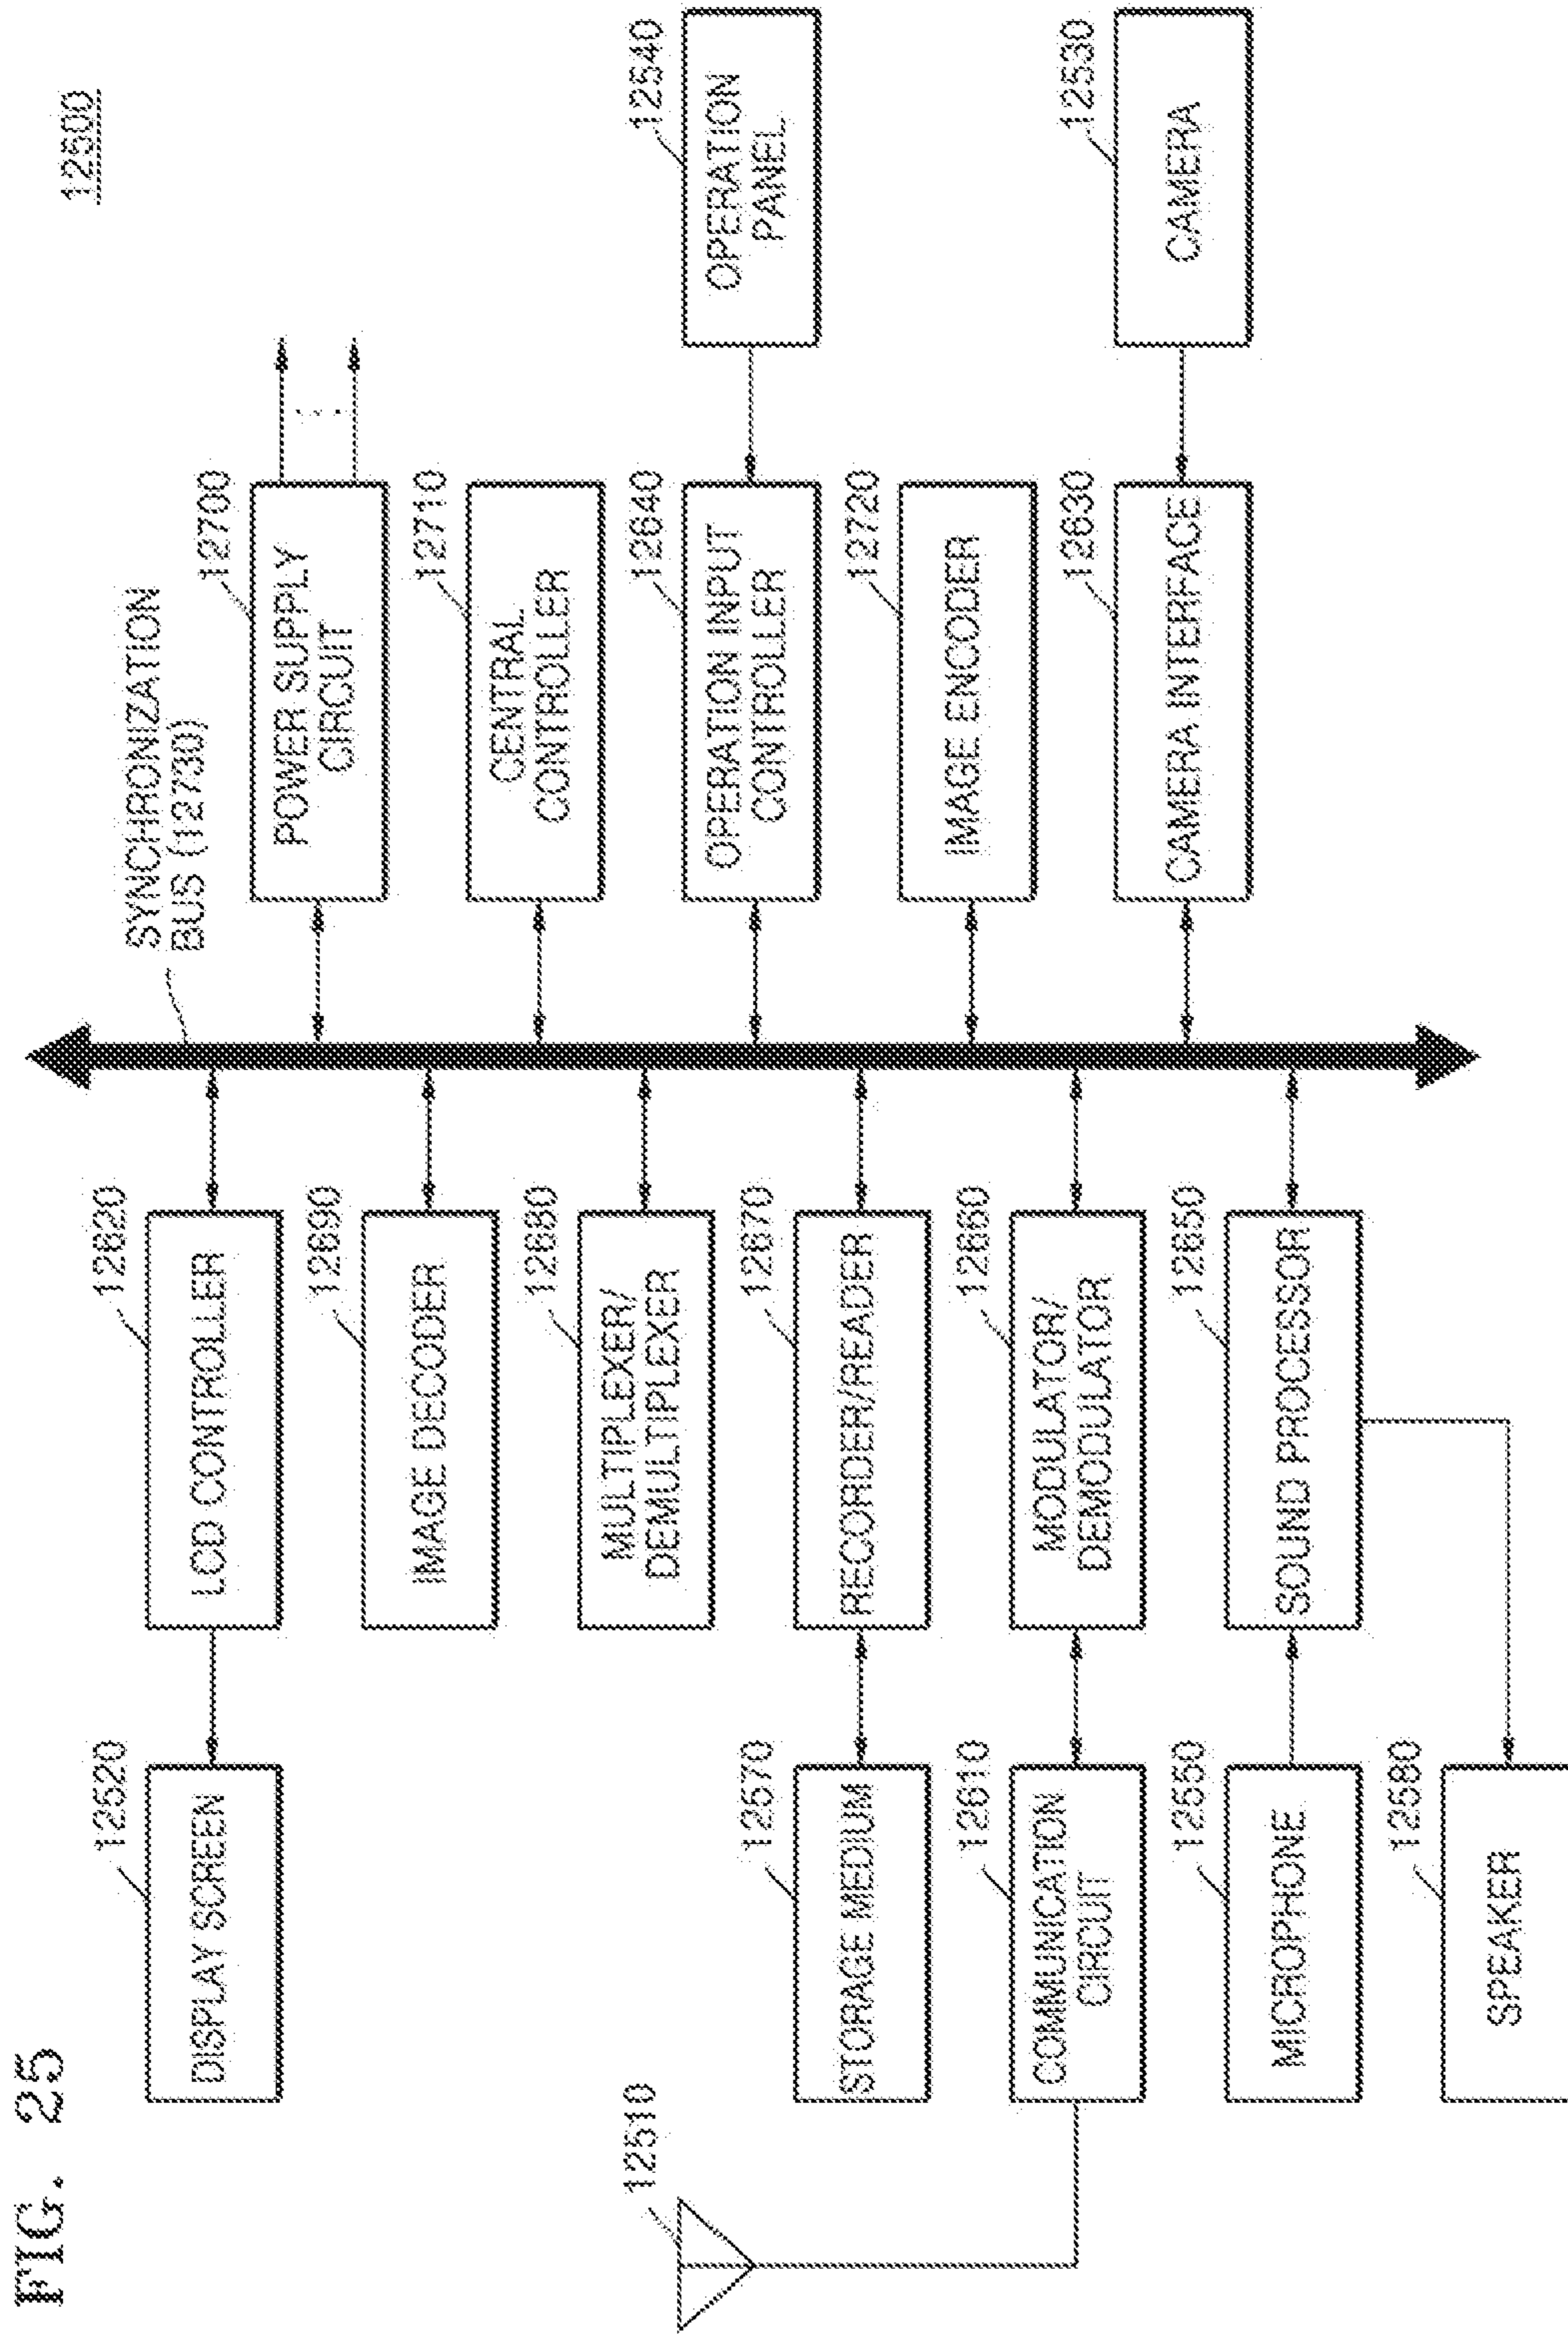 FIG. 25
12500
SYNCHRONIZATION
BUS (12730)
12520
DISPLAY SCREEN
12620
LCD CONTROLLER
12700
POWER SUPPLY
CIRCUIT
12690
IMAGE DECODER
12710
CENTRAL
CONTROLLER
12510
12680
MULTIPLEXER/
DEMULTIPLEXER
12640
OPERATION INPUT
CONTROLLER
12540
OPERATION
PANEL
12570
STORAGE MEDIUM
12670
RECORDER/READER
12720
IMAGE ENCODER
12610
COMMUNICATION
CIRCUIT
12660
MODULATOR/
DEMODULATOR
12630
CAMERA INTERFACE
12530
CAMERA
12550
MICROPHONE
12650
SOUND PROCESSOR
12580
SPEAKER